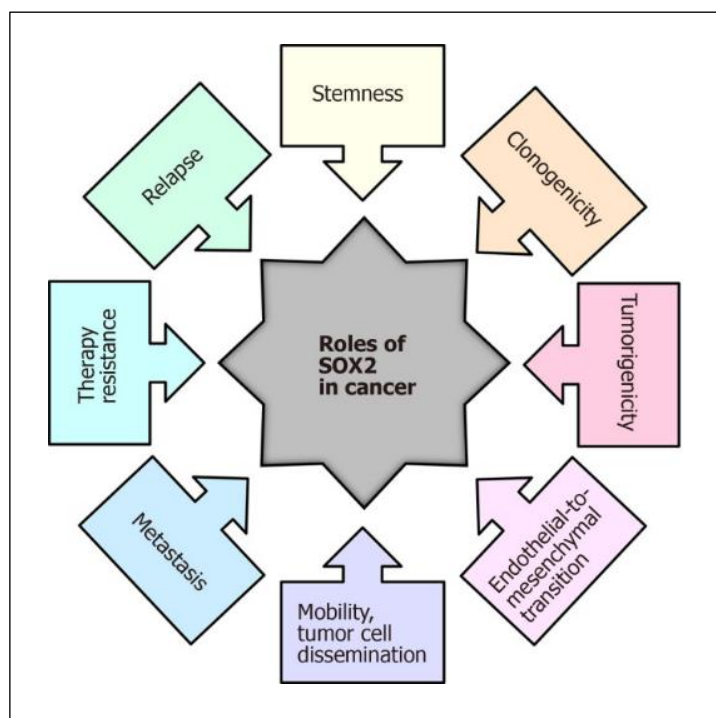 Stemness
Clonogenicity
Tumorigenicity
Endothelial-to-
mesenchymal
transition
Mobility,
tumor cell
dissemination
Metastasis
Therapy
resistance
Relapse
Roles of
SOX2
in cancer